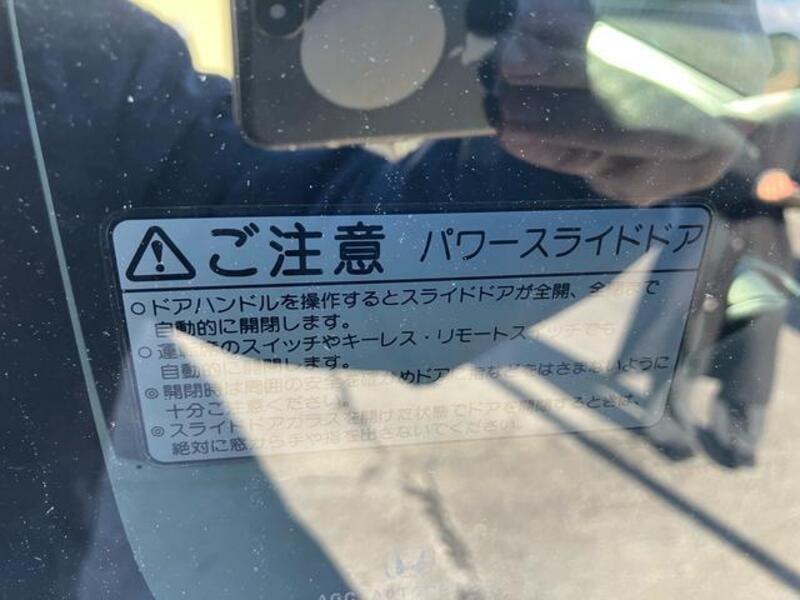 ご注意 パワースライドドア
○ドアハンドルを操作するとスライドドアが全開、全閉まで
自動的に開閉します。
○運転席のスイッチやキーレス・リモートスイッチでも
自動的に開閉します。
◎開閉時は周囲の安全を確かめドアに指などをはさまないように
十分ご注意ください。
◎スライドドアガラスを開けた状態でドアを開閉するときは、
絶対に窓から手や指を出さないでください。
AGC